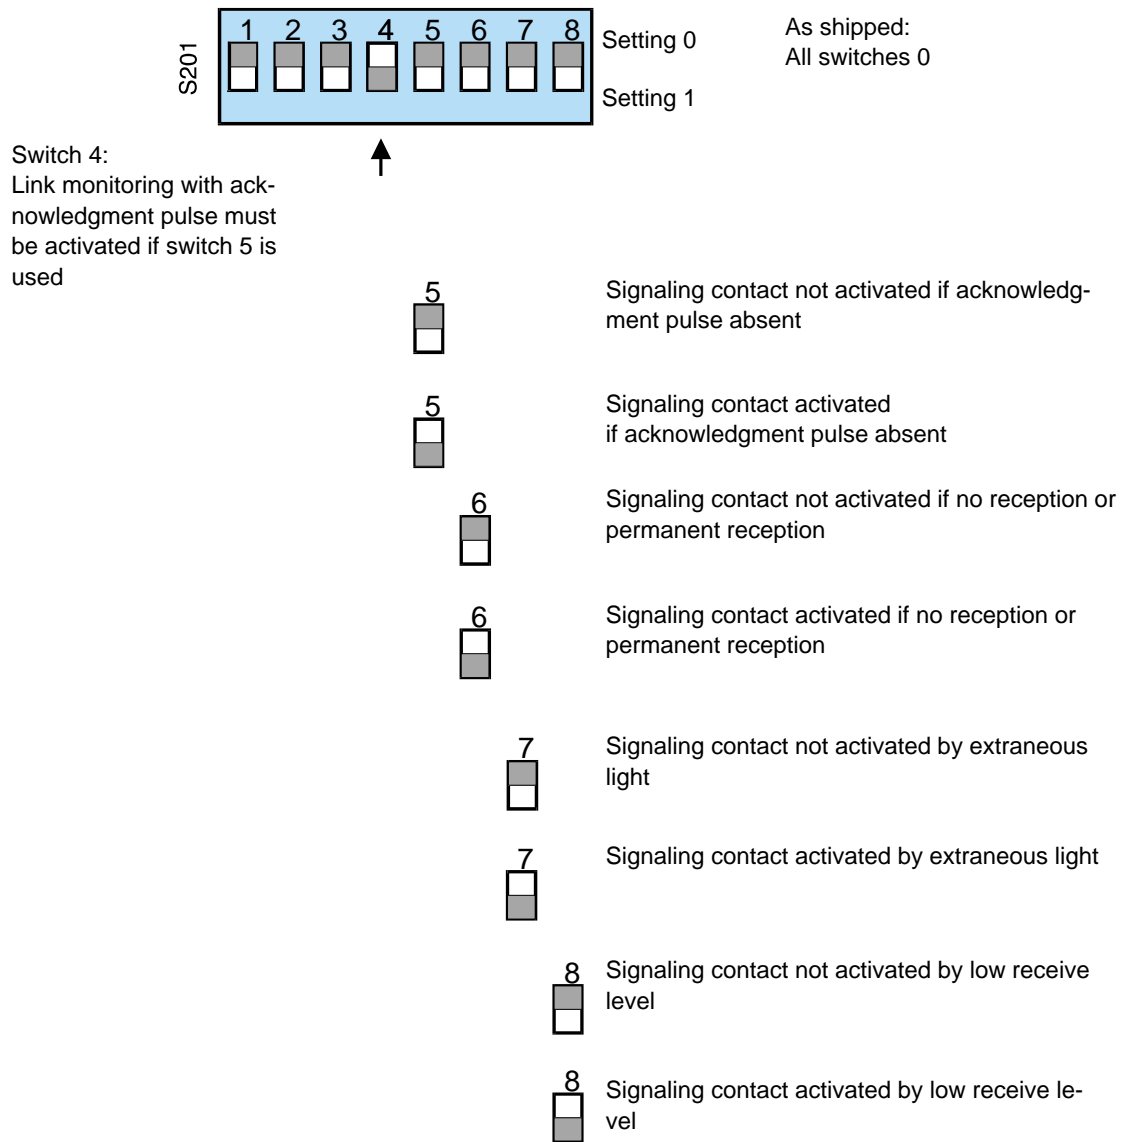 1 2 3 4 5 6 7 8
S201
Setting 0
Setting 1
As shipped:
All switches 0
Switch 4:
Link monitoring with ack-
nowledgment pulse must
be activated if switch 5 is
used
5
Signaling contact not activated if acknowledg-
ment pulse absent
5
Signaling contact activated
if acknowledgment pulse absent
6
Signaling contact not activated if no reception or
permanent reception
6
Signaling contact activated if no reception or
permanent reception
7
Signaling contact not activated by extraneous
light
7
Signaling contact activated by extraneous light
8
Signaling contact not activated by low receive
level
8
Signaling contact activated by low receive le-
vel